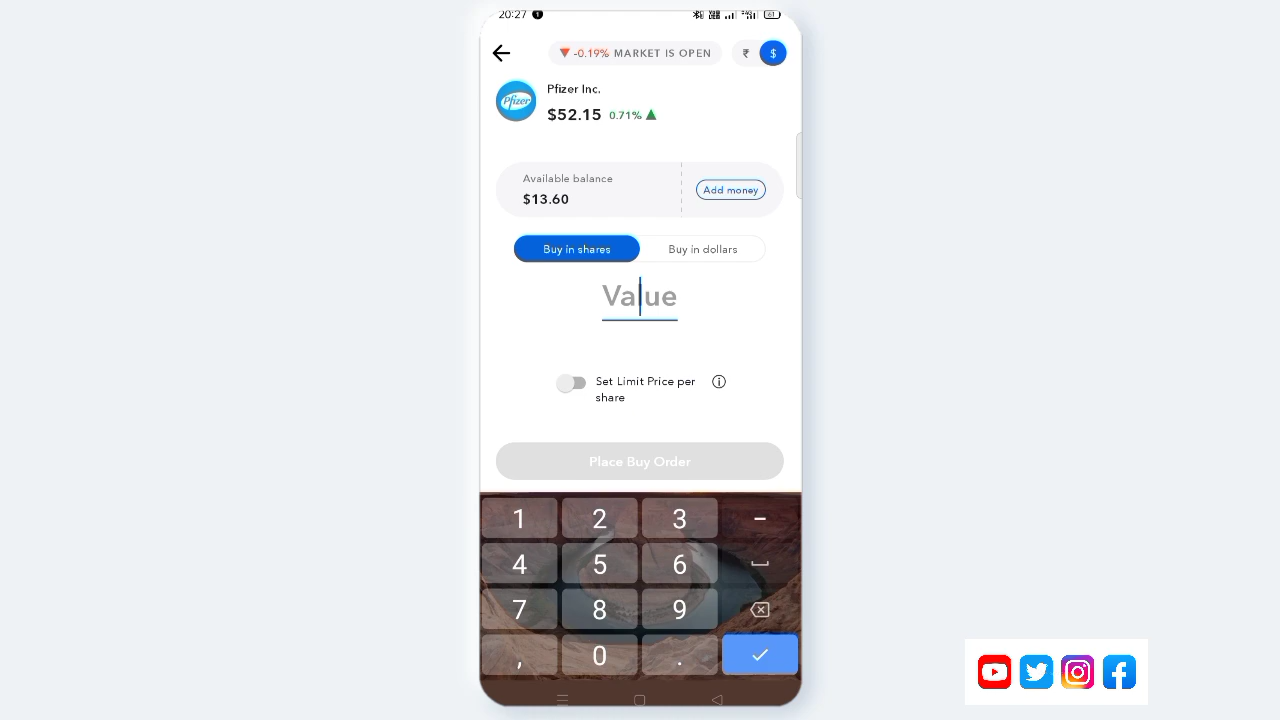 20:27
-0.19% MARKET IS OPEN ₹ $
Pfizer
Pfizer Inc.
$52.15 0.71%
Available balance
$13.60
Add money
Buy in shares Buy in dollars
Value
Set Limit Price per
share
Place Buy Order
1 2 3 -
4 5 6
7 8 9
, 0 .